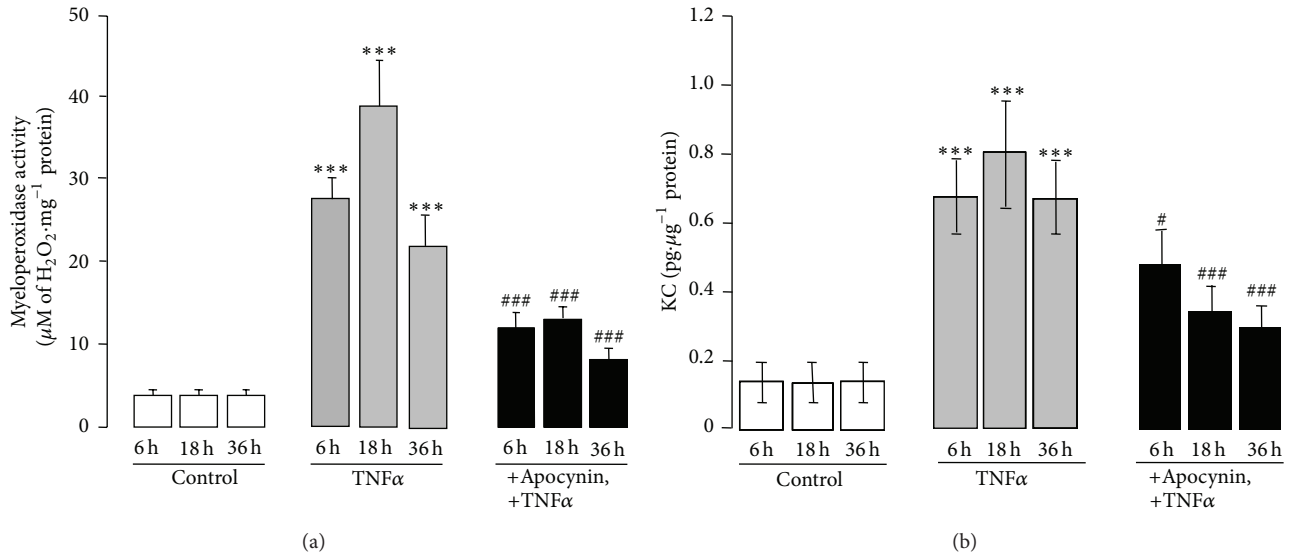 Myeloperoxidase activity
(μM of H₂O₂·mg⁻¹ protein)
50
40
30
20
10
0
***
***
***
###
###
###
6 h 18 h 36 h
6 h 18 h 36 h
6 h 18 h 36 h
Control
TNFα
+Apocynin,
+TNFα
(a)
KC (pg·μg⁻¹ protein)
1.2
1.0
0.8
0.6
0.4
0.2
0
***
***
***
#
###
###
6 h 18 h 36 h
6 h 18 h 36 h
6 h 18 h 36 h
Control
TNFα
+Apocynin,
+TNFα
(b)